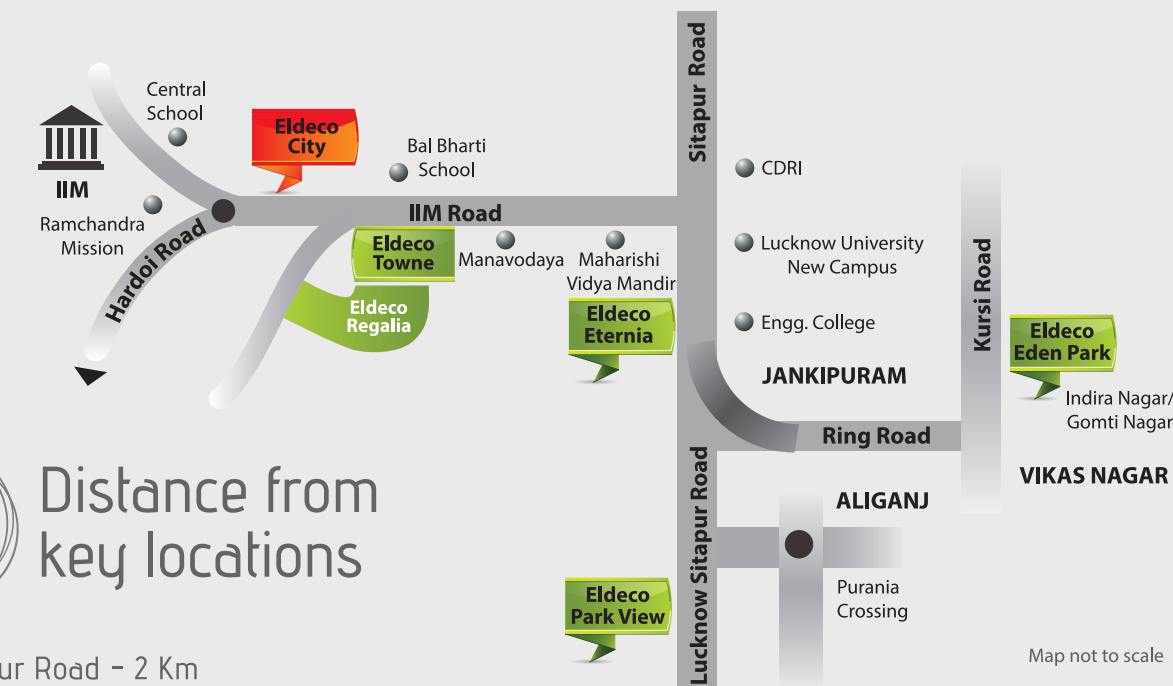 Sitapur Road
Central
School
Eldeco
City
Bal Bharti
School
CDRI
IIM
IIM Road
Ramchandra
Mission
Hardoi Road
Eldeco
Towne
Manavodaya
Maharishi
Vidya Mandir
Lucknow University
New Campus
Kursi Road
Eldeco
Regalia
Eldeco
Eternia
Engg. College
Eldeco
Eden Park
JANKIPURAM
Indira Nagar/
Gomti Nagar
Ring Road
VIKAS NAGAR
Distance from
key locations
Lucknow Sitapur Road
ALIGANJ
Eldeco
Park View
Purania
Crossing
Road - 2 Km
Map not to scale